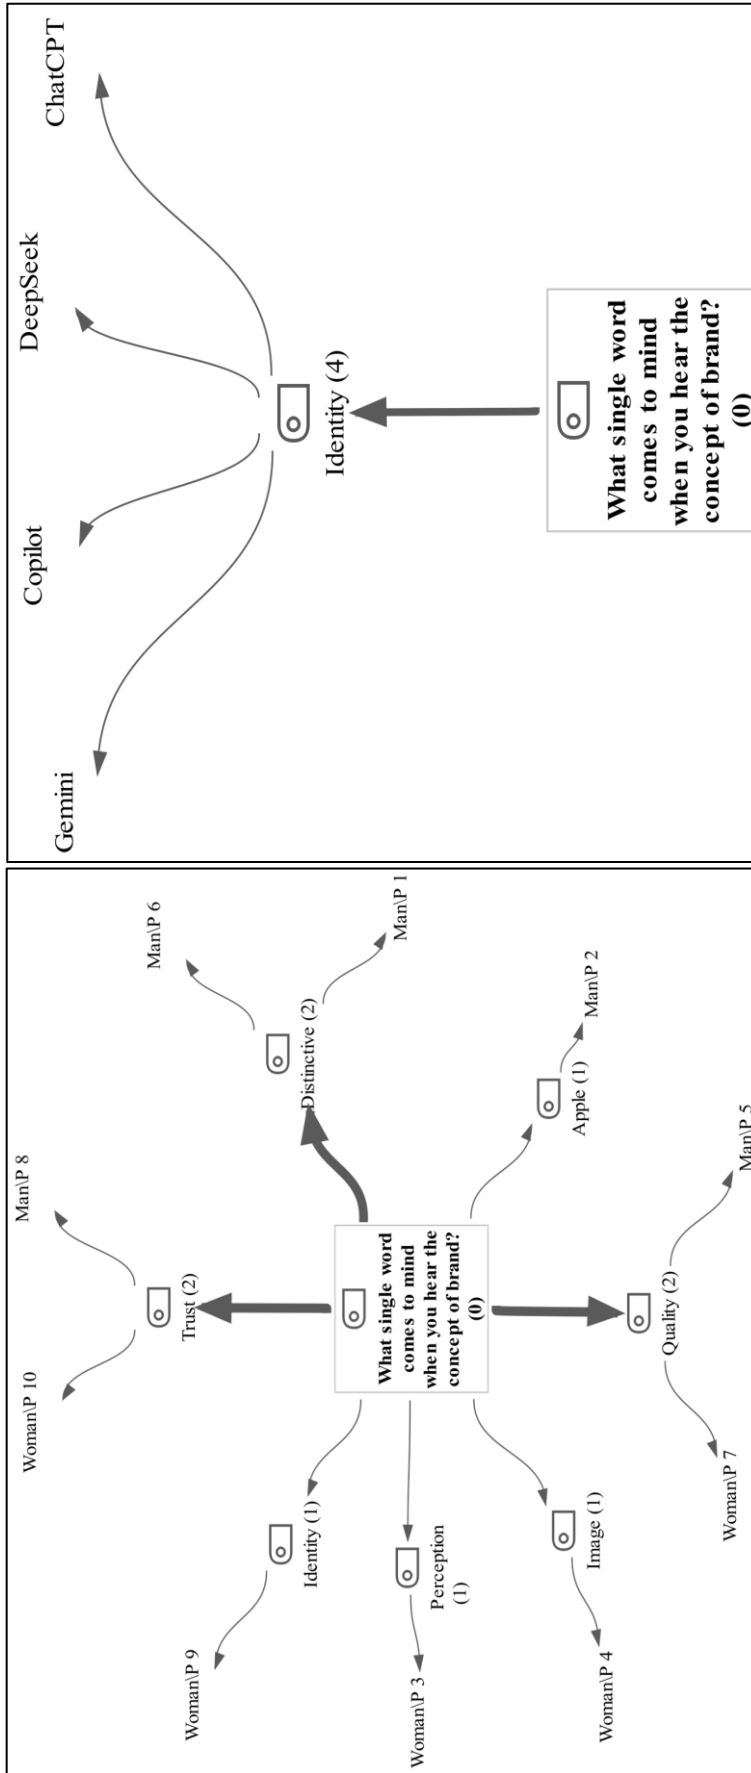 Gemini
Copilot
DeepSeek
ChatCPT
Identity (4)
What single word
comes to mind
when you hear the
concept of brand?
(0)
Woman\P 10
Man\P 8
Trust (2)
Man\P 6
Distinctive (2)
Man\P 1
Woman\P 9
Identity (1)
What single word
comes to mind
when you hear the
concept of brand?
(0)
Woman\P 3
Perception
(1)
Apple (1)
Man\P 2
Woman\P 4
Image (1)
Quality (2)
Woman\P 7
Man\P 5